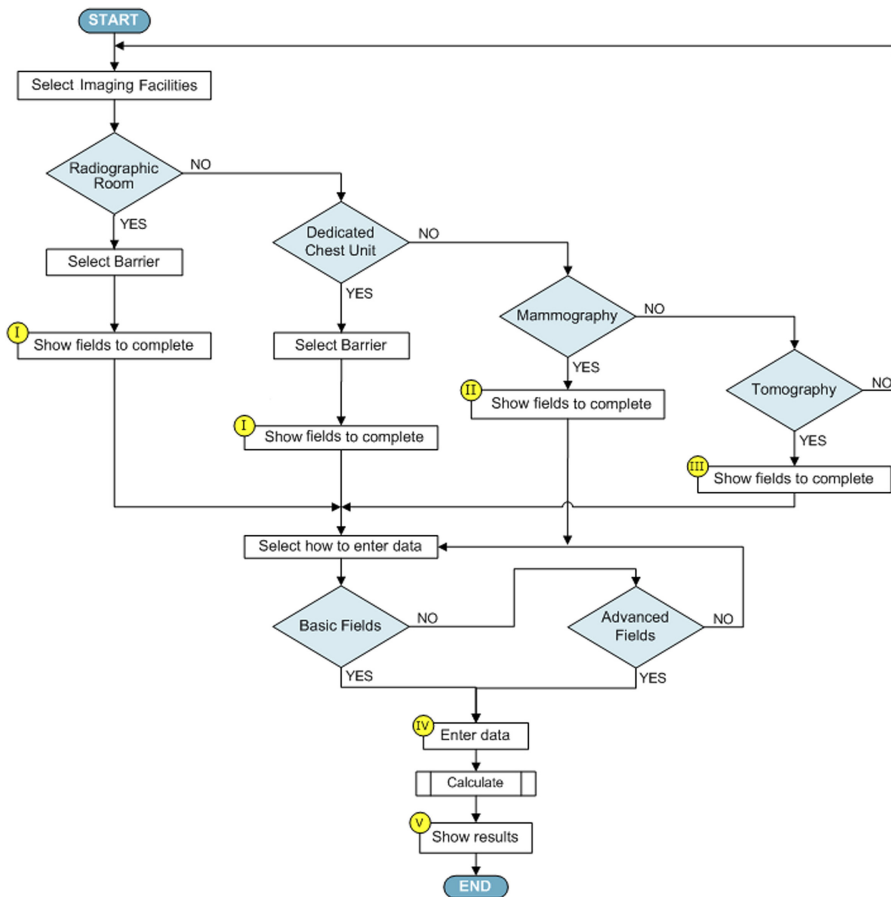 START
Select Imaging Facilities
Radiographic
Room
NO
YES
Dedicated
Chest Unit
NO
YES
Select Barrier
Mammography
NO
YES
I
Show fields to complete
Select Barrier
Tomography
NO
YES
II
Show fields to complete
I
Show fields to complete
III
Show fields to complete
Select how to enter data
Basic Fields
NO
YES
Advanced
Fields
NO
YES
IV
Enter data
Calculate
V
Show results
END